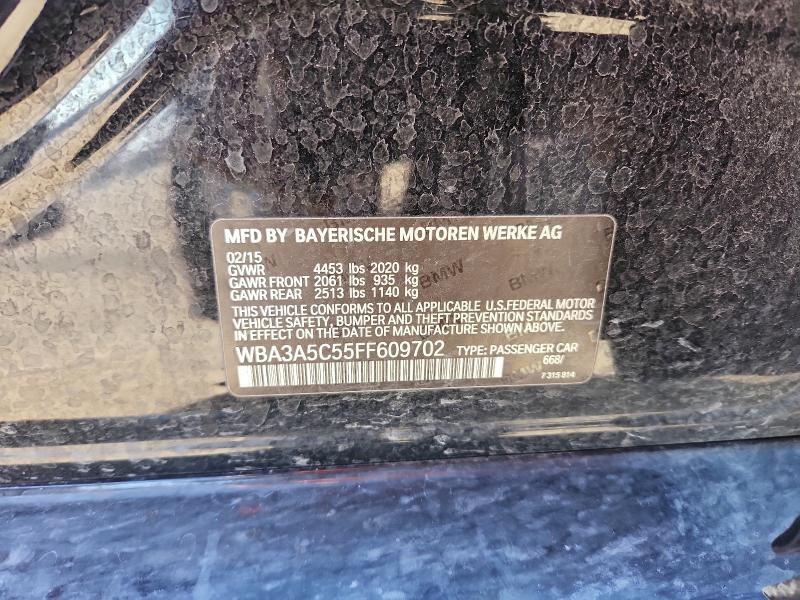 MFD BY BAYERISCHE MOTOREN WERKE AG
02/15
GVWR 4453 lbs 2020 kg
GAWR FRONT 2061 lbs 935 kg
GAWR REAR 2513 lbs 1140 kg
THIS VEHICLE CONFORMS TO ALL APPLICABLE U.S.FEDERAL MOTOR
VEHICLE SAFETY, BUMPER AND THEFT PREVENTION STANDARDS
IN EFFECT ON THE DATE OF MANUFACTURE SHOWN ABOVE.
WBA3A5C55FF609702 TYPE: PASSENGER CAR
668/
7 315 814
BMW
BMW